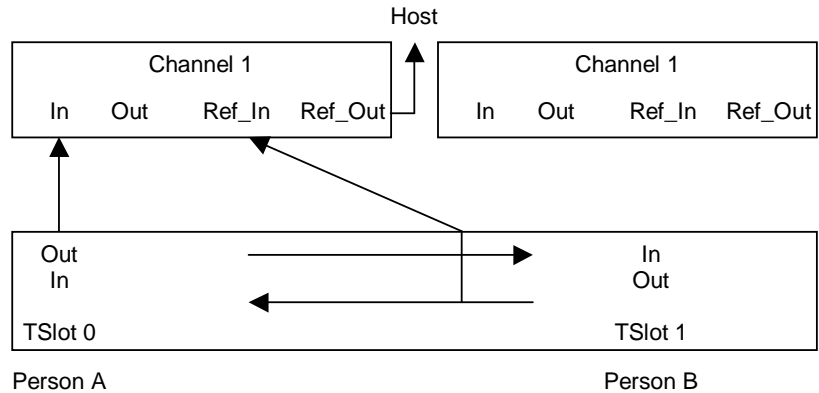 Host
Channel 1
In Out Ref_In Ref_Out
Channel 1
In Out Ref_In Ref_Out
Out
In
TSlot 0
In
Out
TSlot 1
Person A
Person B